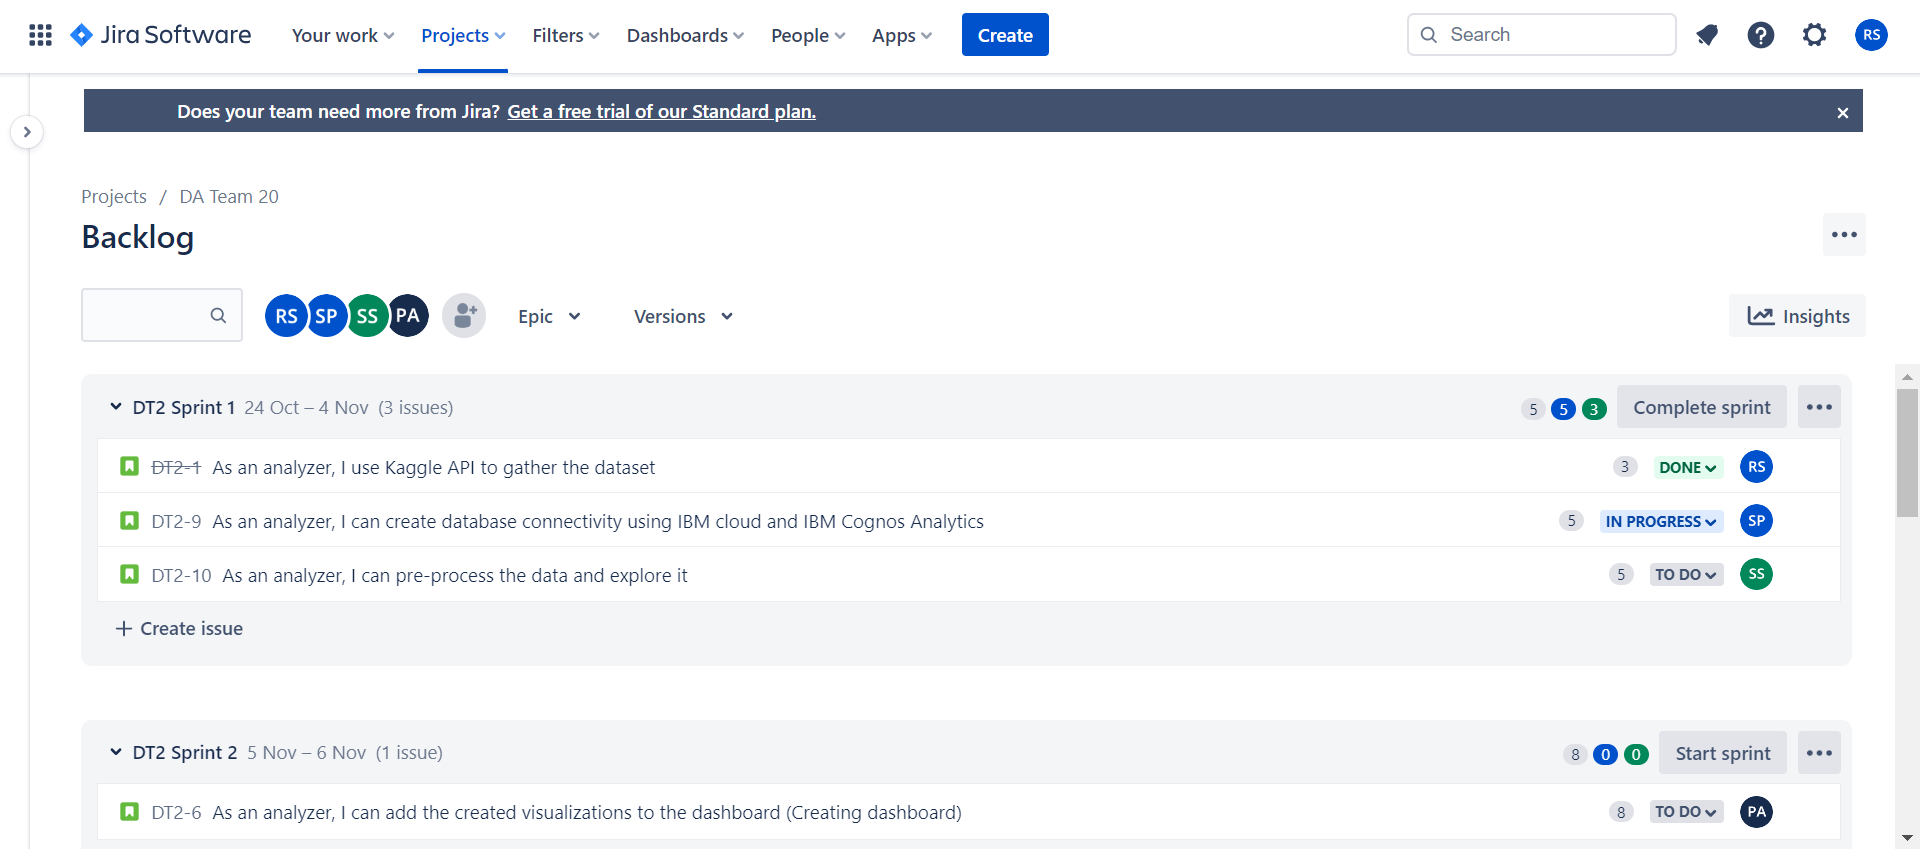 Jira Software Your work Projects Filters Dashboards People Apps Create Search RS
Does your team need more from Jira? Get a free trial of our Standard plan.
Projects / DA Team 20
Backlog
RS SP SS PA Epic Versions Insights
DT2 Sprint 1 24 Oct – 4 Nov (3 issues) 5 5 3 Complete sprint
DT2-1 As an analyzer, I use Kaggle API to gather the dataset 3 DONE RS
DT2-9 As an analyzer, I can create database connectivity using IBM cloud and IBM Cognos Analytics 5 IN PROGRESS SP
DT2-10 As an analyzer, I can pre-process the data and explore it 5 TO DO SS
+ Create issue
DT2 Sprint 2 5 Nov – 6 Nov (1 issue) 8 0 0 Start sprint
DT2-6 As an analyzer, I can add the created visualizations to the dashboard (Creating dashboard) 8 TO DO PA